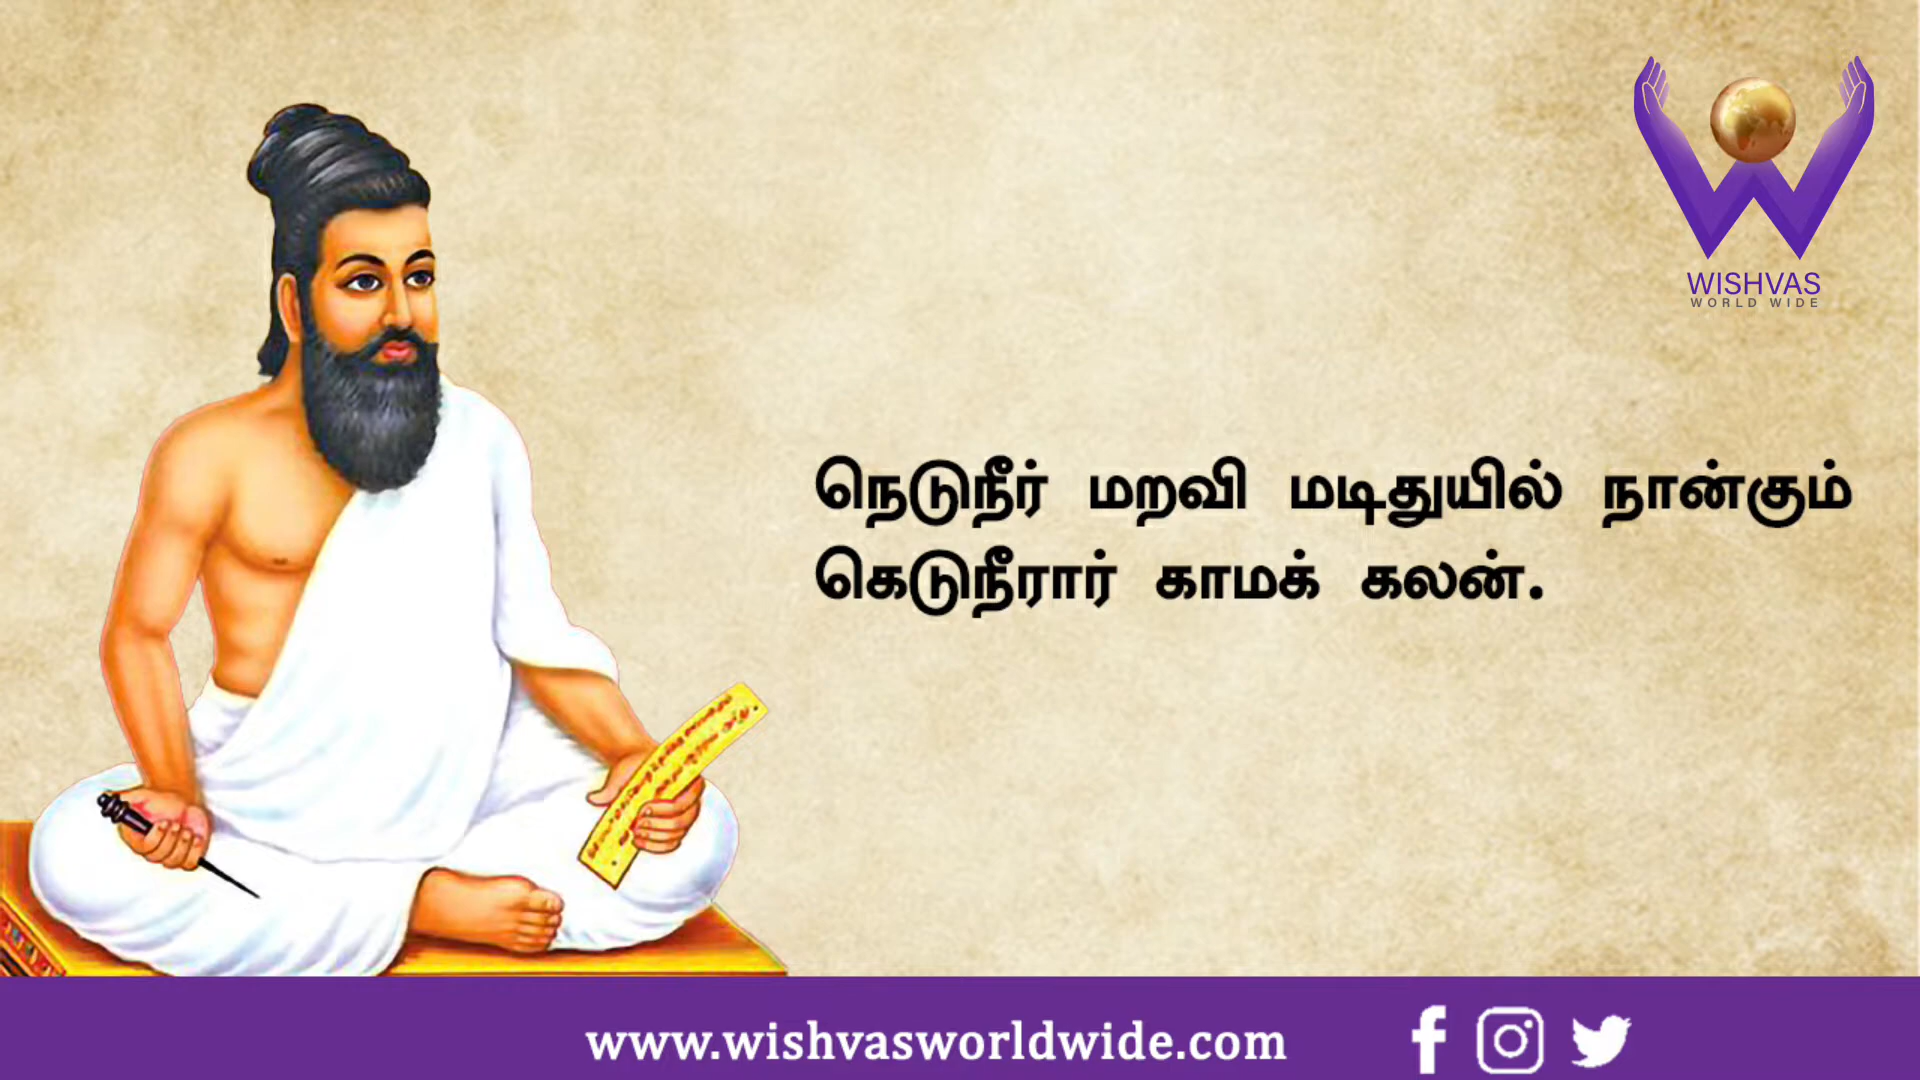 WISHVAS
WORLD WIDE
நெடுநீர் மறவி மடிதுயில் நான்கும்
கெடுநீரார் காமக் கலன்.
www.wishvasworldwide.com